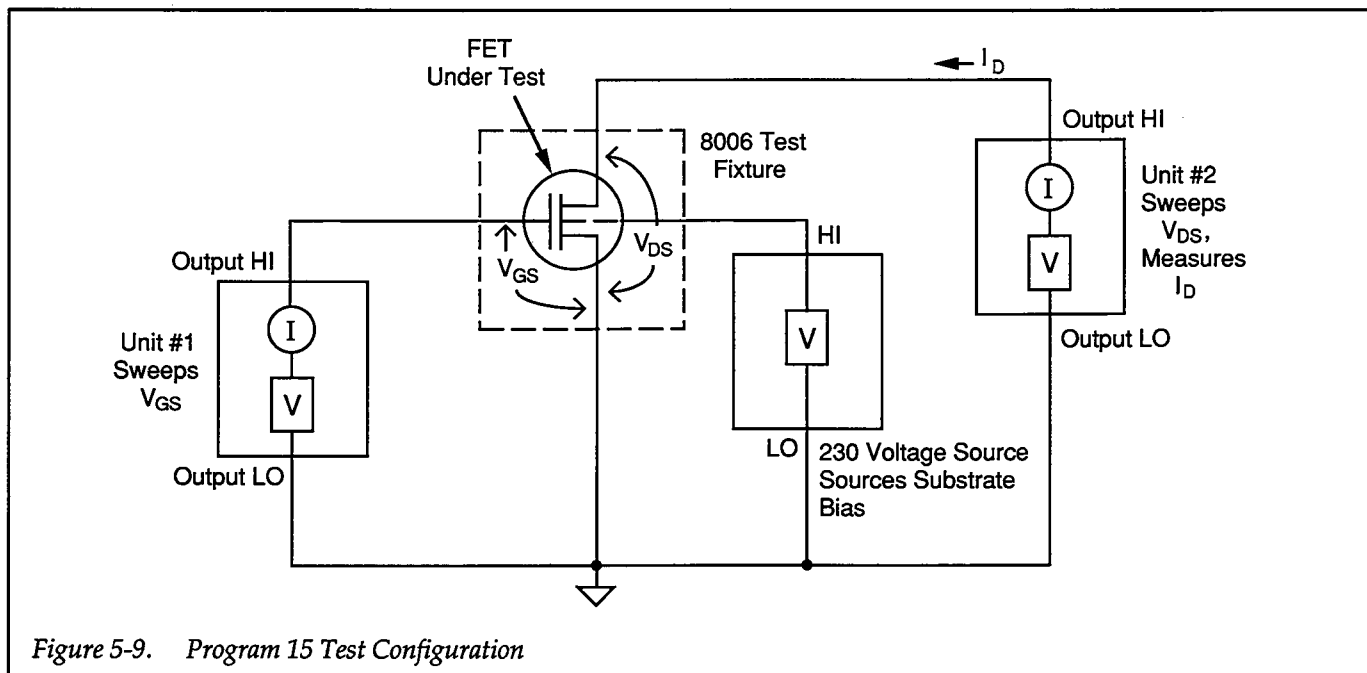 FET
Under Test
I_D
8006 Test
Fixture
Output HI
I
V
Unit #2
Sweeps
V_DS,
Measures
I_D
Output LO
V_GS
V_DS
HI
V
LO
230 Voltage Source
Sources Substrate
Bias
Output HI
I
V
Unit #1
Sweeps
V_GS
Output LO
Figure 5-9. Program 15 Test Configuration